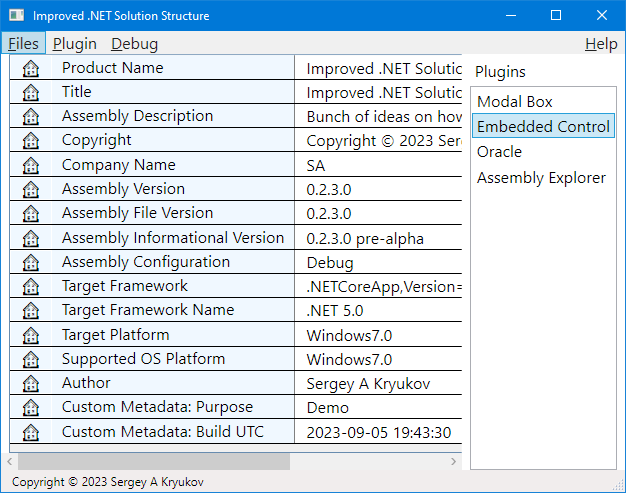 Improved .NET Solution Structure
Files Plugin Debug Help
Product Name Improved .NET Solutio
Title Improved .NET Solutio
Assembly Description Bunch of ideas on how
Copyright Copyright © 2023 Ser
Company Name SA
Assembly Version 0.2.3.0
Assembly File Version 0.2.3.0
Assembly Informational Version 0.2.3.0 pre-alpha
Assembly Configuration Debug
Target Framework .NETCoreApp,Version=
Target Framework Name .NET 5.0
Target Platform Windows7.0
Supported OS Platform Windows7.0
Author Sergey A Kryukov
Custom Metadata: Purpose Demo
Custom Metadata: Build UTC 2023-09-05 19:43:30
Plugins
Modal Box
Embedded Control
Oracle
Assembly Explorer
Copyright © 2023 Sergey A Kryukov